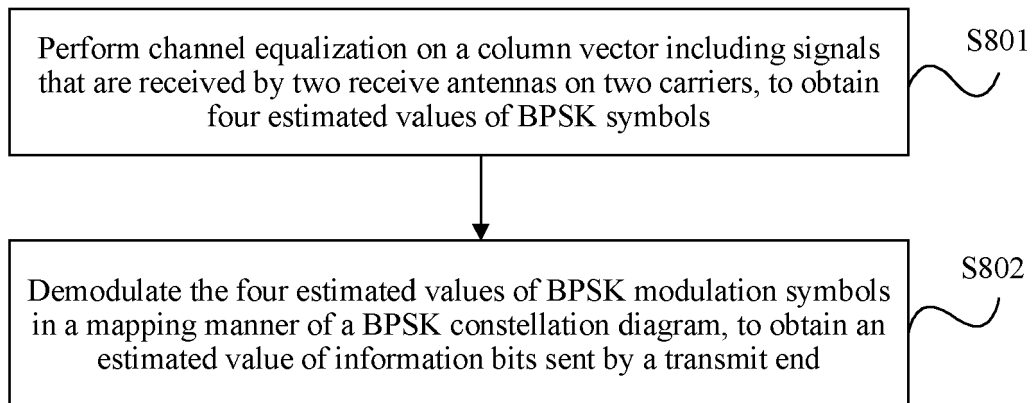 Perform channel equalization on a column vector including signals
that are received by two receive antennas on two carriers, to obtain
four estimated values of BPSK symbols
S801
Demodulate the four estimated values of BPSK modulation symbols
in a mapping manner of a BPSK constellation diagram, to obtain an
estimated value of information bits sent by a transmit end
S802